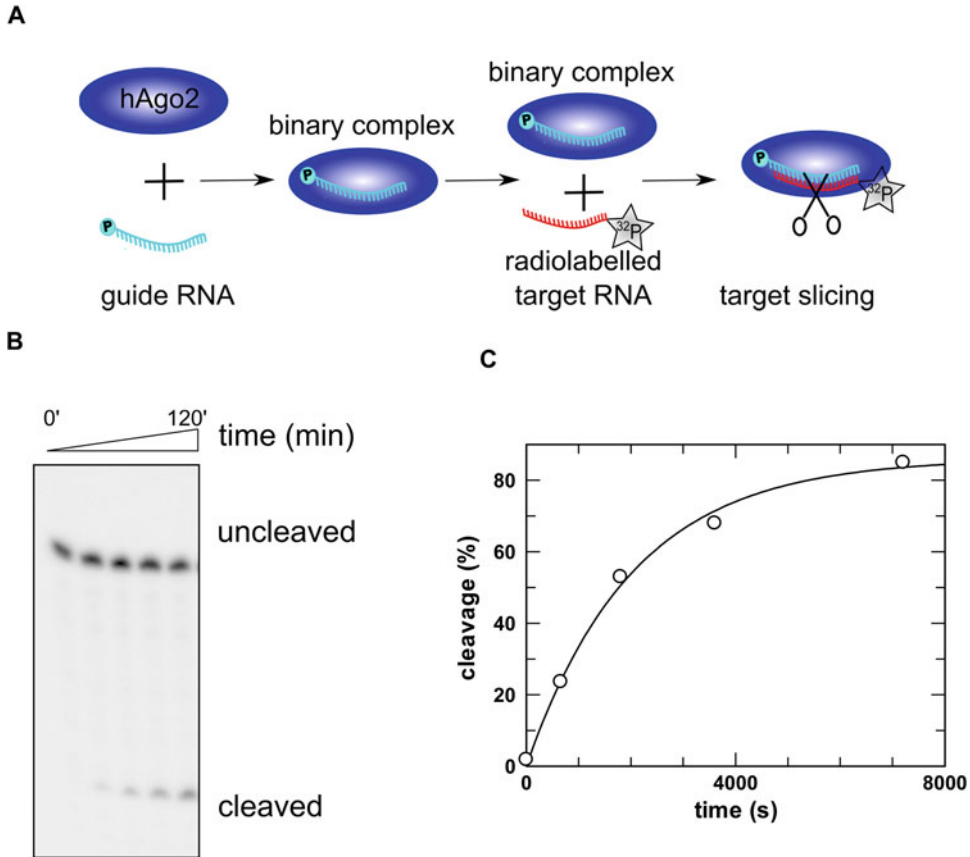 A
hAgo2
P
guide RNA
binary complex
P
binary complex
P
32P
radiolabelled
target RNA
P
32P
target slicing
B
0' 120'
time (min)
uncleaved
cleaved
C
80
60
40
20
0
cleavage (%)
0 4000 8000
time (s)